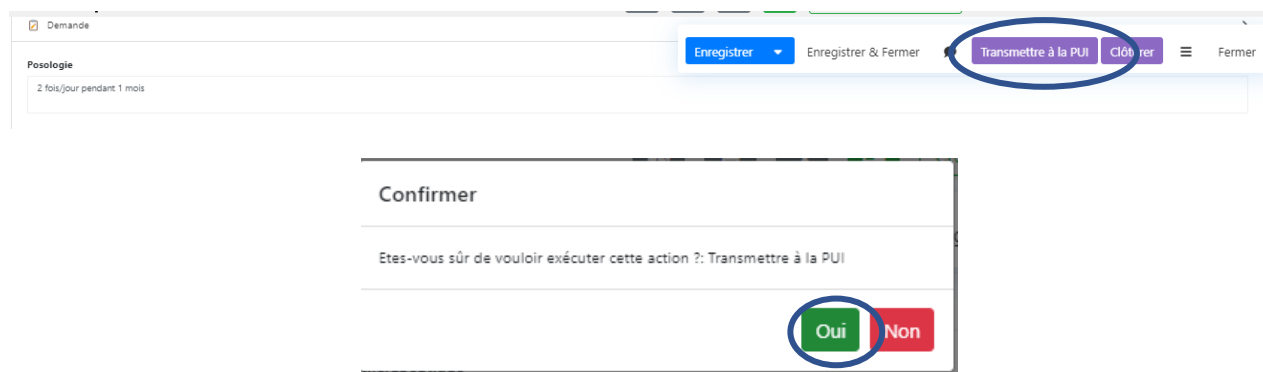 Demande
Enregistrer Enregistrer & Fermer Transmettre à la PUI Clôturer Fermer
Posologie
2 fois/jour pendant 1 mois
Confirmer
Etes-vous sûr de vouloir exécuter cette action ?: Transmettre à la PUI
Oui Non